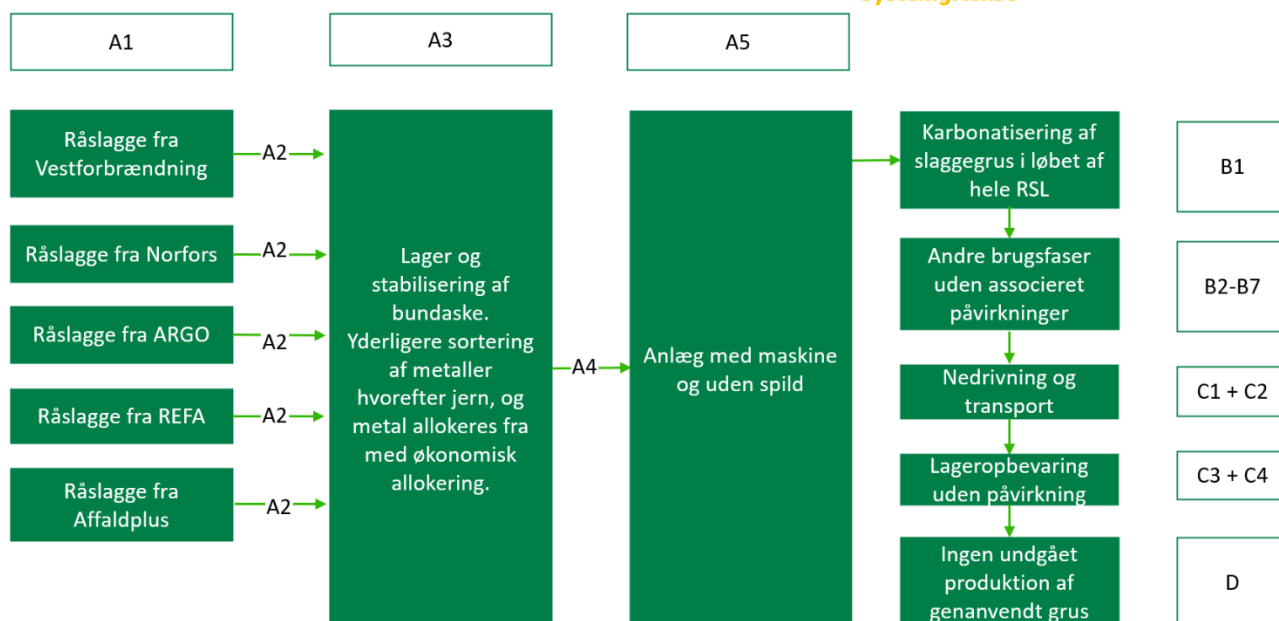 A1
A3
A5
Råslagge fra
Vestforbrændning
A2
Råslagge fra Norfors
A2
Råslagge fra ARGO
A2
Råslagge fra REFA
A2
Råslagge fra
Affaldplus
A2
Lager og
stabilisering af
bundaske.
Yderligere sortering
af metaller
hvorefter jern, og
metal allokeres fra
med økonomisk
allokering.
A4
Anlæg med maskine
og uden spild
Karbonatisering af
slaggegrus i løbet af
hele RSL
B1
Andre brugsfaser
uden associeret
påvirkninger
B2-B7
Nedrivning og
transport
C1 + C2
Lageropbevaring
uden påvirkning
C3 + C4
Ingen undgået
produktion af
genanvendt grus
D